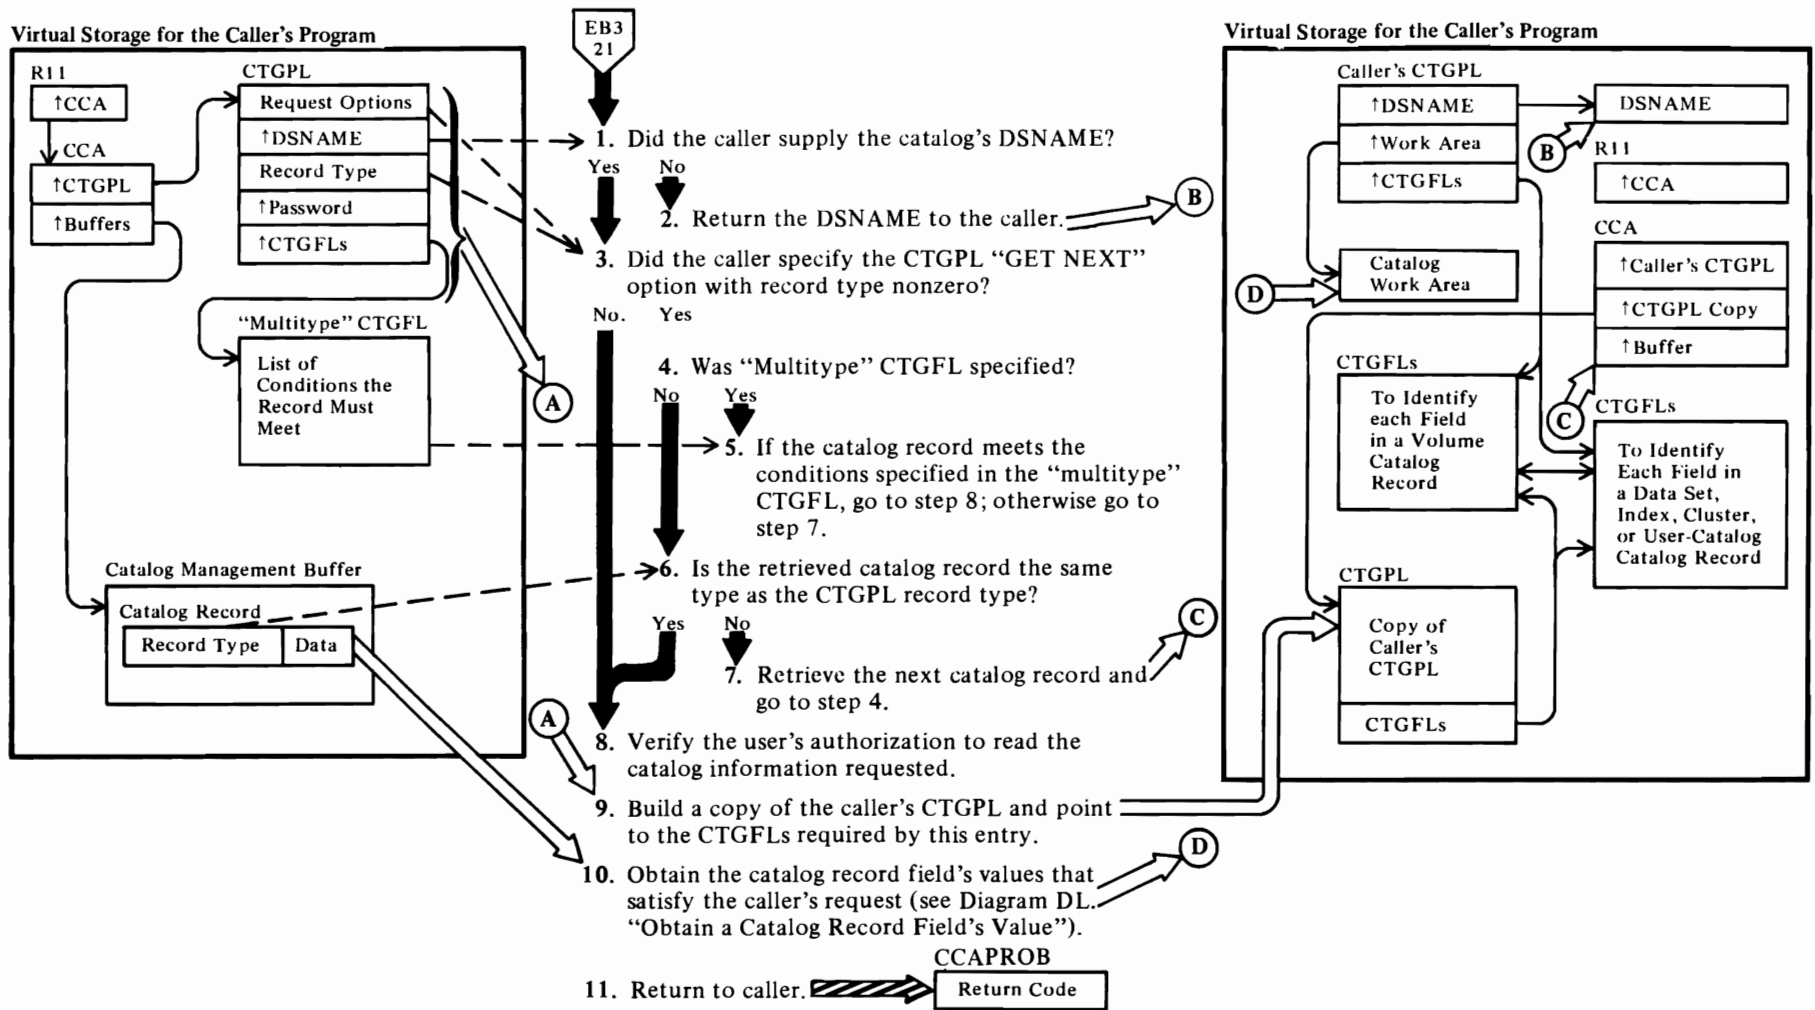 Virtual Storage for the Caller's Program
R11
↑CCA
CCA
↑CTGPL
↑Buffers
CTGPL
Request Options
↑DSNAME
Record Type
↑Password
↑CTGFLs
"Multitype" CTGFL
List of
Conditions the
Record Must
Meet
A
Catalog Management Buffer
Catalog Record
Record Type
Data
EB3
21
1. Did the caller supply the catalog's DSNAME?
Yes No
2. Return the DSNAME to the caller.
B
3. Did the caller specify the CTGPL "GET NEXT"
option with record type nonzero?
No. Yes
4. Was "Multitype" CTGFL specified?
No Yes
5. If the catalog record meets the
conditions specified in the "multitype"
CTGFL, go to step 8; otherwise go to
step 7.
6. Is the retrieved catalog record the same
type as the CTGPL record type?
Yes No
C
7. Retrieve the next catalog record and
go to step 4.
A
8. Verify the user's authorization to read the
catalog information requested.
9. Build a copy of the caller's CTGPL and point
to the CTGFLs required by this entry.
D
10. Obtain the catalog record field's values that
satisfy the caller's request (see Diagram DL.
"Obtain a Catalog Record Field's Value").
CCAPROB
11. Return to caller.
Return Code
Virtual Storage for the Caller's Program
Caller's CTGPL
↑DSNAME
↑Work Area
↑CTGFLs
DSNAME
B
R11
↑CCA
D
Catalog
Work Area
CCA
↑Caller's CTGPL
↑CTGPL Copy
↑Buffer
C
CTGFLs
To Identify
each Field
in a Volume
Catalog
Record
CTGFLs
To Identify
Each Field in
a Data Set,
Index, Cluster,
or User-Catalog
Catalog Record
CTGPL
Copy of
Caller's
CTGPL
CTGFLs